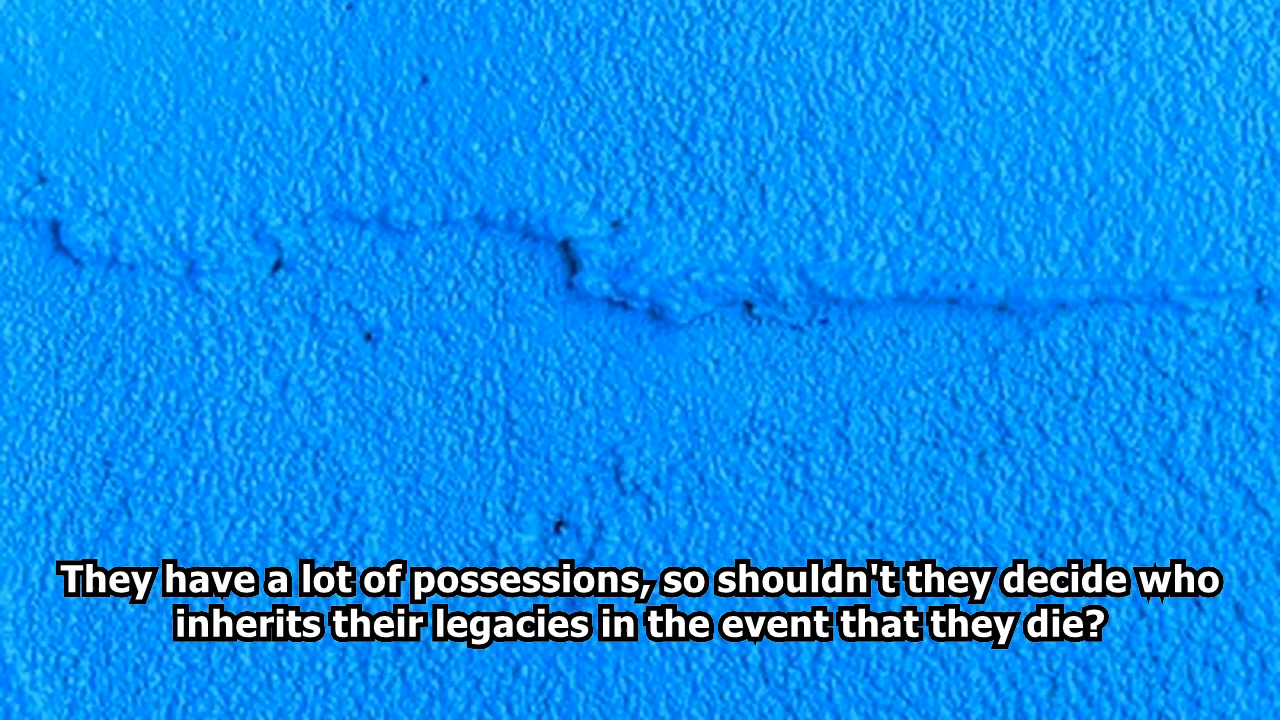 They have a lot of possessions, so shouldn't they decide who
inherits their legacies in the event that they die?